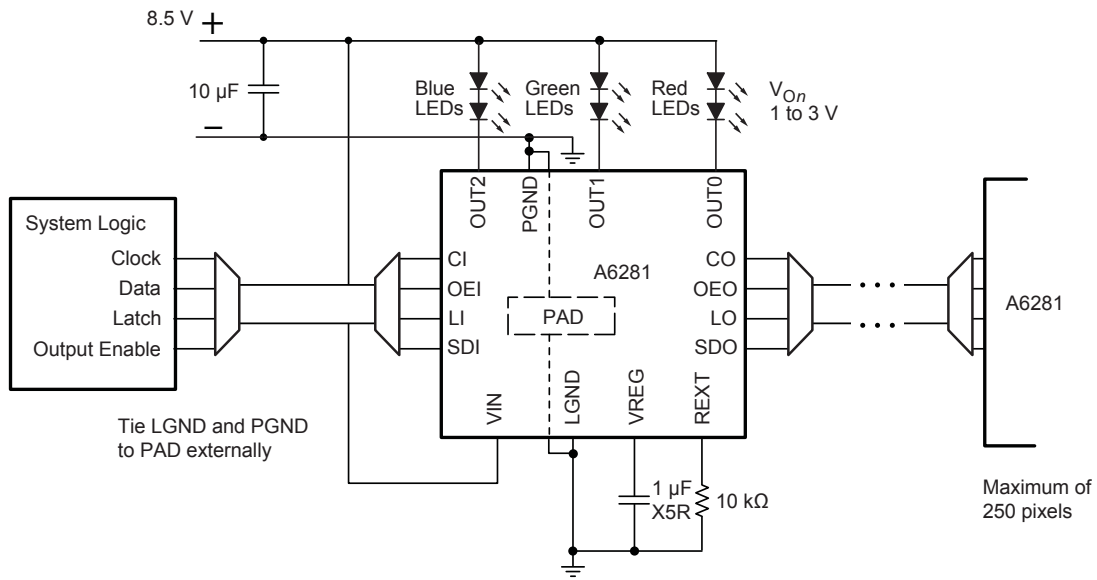 8.5 V +
10 µF
–
Blue
LEDs
Green
LEDs
Red
LEDs
VOn
1 to 3 V
OUT2
PGND
OUT1
OUT0
System Logic
Clock
Data
Latch
Output Enable
CI
OEI
LI
SDI
A6281
PAD
CO
OEO
LO
SDO
A6281
VIN
LGND
VREG
REXT
Tie LGND and PGND
to PAD externally
1 µF
X5R
10 kΩ
Maximum of
250 pixels